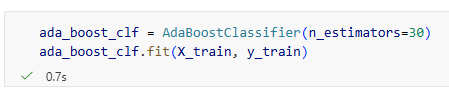 ada_boost_clf = AdaBoostClassifier(n_estimators=30)
ada_boost_clf.fit(X_train, y_train)
0.7s